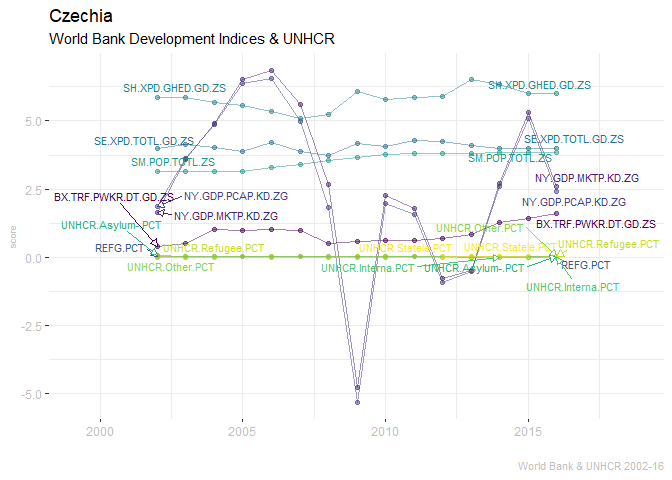 Czechia
World Bank Development Indices & UNHCR
SH.XPD.GHED.GD.ZS
SH.XPD.GHED.GD.ZS
5.0
SE.XPD.TOTL.GD.ZS
SE.XPD.TOTL.GD.ZS
SM.POP.TOTL.ZS
SM.POP.TOTL.ZS
NY.GDP.MKTP.KD.ZG
2.5
BX.TRF.PWKR.DT.GD.ZS
NY.GDP.PCAP.KD.ZG
NY.GDP.PCAP.KD.ZG
NY.GDP.MKTP.KD.ZG
UNHCR.Asylum-.PCT
UNHCR.Other.PCT
BX.TRF.PWKR.DT.GD.ZS
score
REFG.PCT
UNHCR.Refugee.PCT
UNHCR.Statele.PCT
UNHCR.Statele.PCT
UNHCR.Refugee.PCT
0.0
UNHCR.Other.PCT
UNHCR.Interna.PCT
UNHCR.Asylum-.PCT
REFG.PCT
UNHCR.Interna.PCT
-2.5
-5.0
2000
2005
2010
2015
World Bank & UNHCR 2002-16